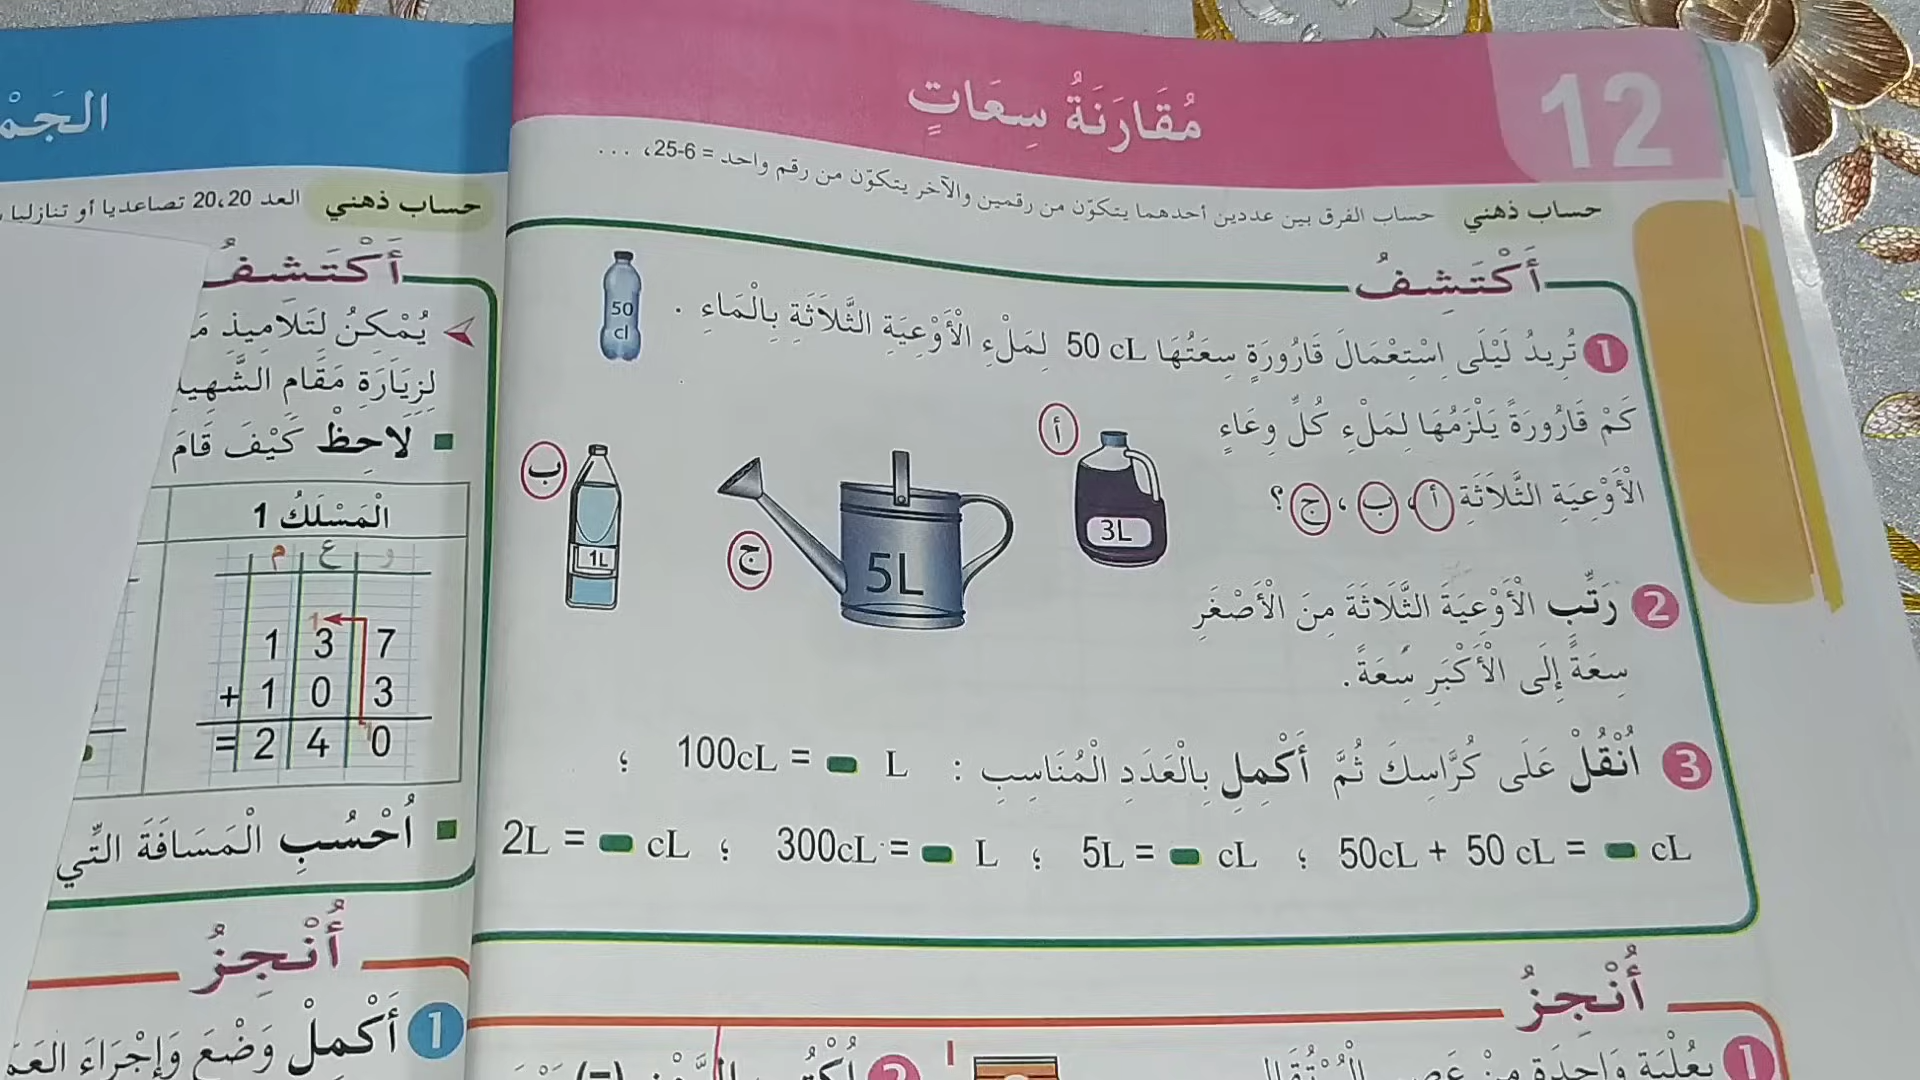 12
مُقَارَنَةُ سِعَاتٍ
حساب ذهني حساب الفرق بين عددين أحدهما يتكوّن من رقمين والآخر يتكوّن من رقم واحد = 6-25، ...
أَكْتَشِفُ
1 تُرِيدُ لَيْلَى اِسْتِعْمَالَ قَارُورَةٍ سِعَتُهَا 50 cL لِمَلْءِ الْأَوْعِيَةِ الثَّلَاثَةِ بِالْمَاءِ .
50
cl
كَمْ قَارُورَةً يَلْزَمُهَا لِمَلْءِ كُلِّ وِعَاءٍ
الْأَوْعِيَةِ الثَّلَاثَةِ أ، ب، ج ؟
أ
3L
ج
5L
ب
1L
2 رَتِّب الْأَوْعِيَةَ الثَّلَاثَةَ مِنَ الْأَصْغَرِ
سِعَةً إِلَى الْأَكْبَرِ سِعَةً.
3 اُنْقُلْ عَلَى كُرَّاسِكَ ثُمَّ أَكْمِلِ بِالْعَدَدِ الْمُنَاسِبِ : 100cL = L ؛
50cL + 50 cL = cL ؛ 5L = cL ؛ 300cL = L ؛ 2L = cL
أُنْجِزُ
1
2
الجَمْ
حساب ذهني العد 20،20 تصاعديا أو تنازليا
أَكْتَشِفُ
يُمْكِنُ لِتَلَامِيذِ
لِزِيَارَةِ مَقَام الشَّهِيدِ
لَاحِظْ كَيْفَ قَامَ
الْمَسْلَكُ 1
م ع و
1
1 3 7
+ 1 0 3
= 2 4 0
أُحْسُبِ الْمَسَافَةَ التِّي
أُنْجِزُ
1 أَكْمِلْ وَضْعَ وَإِجْرَاءَ